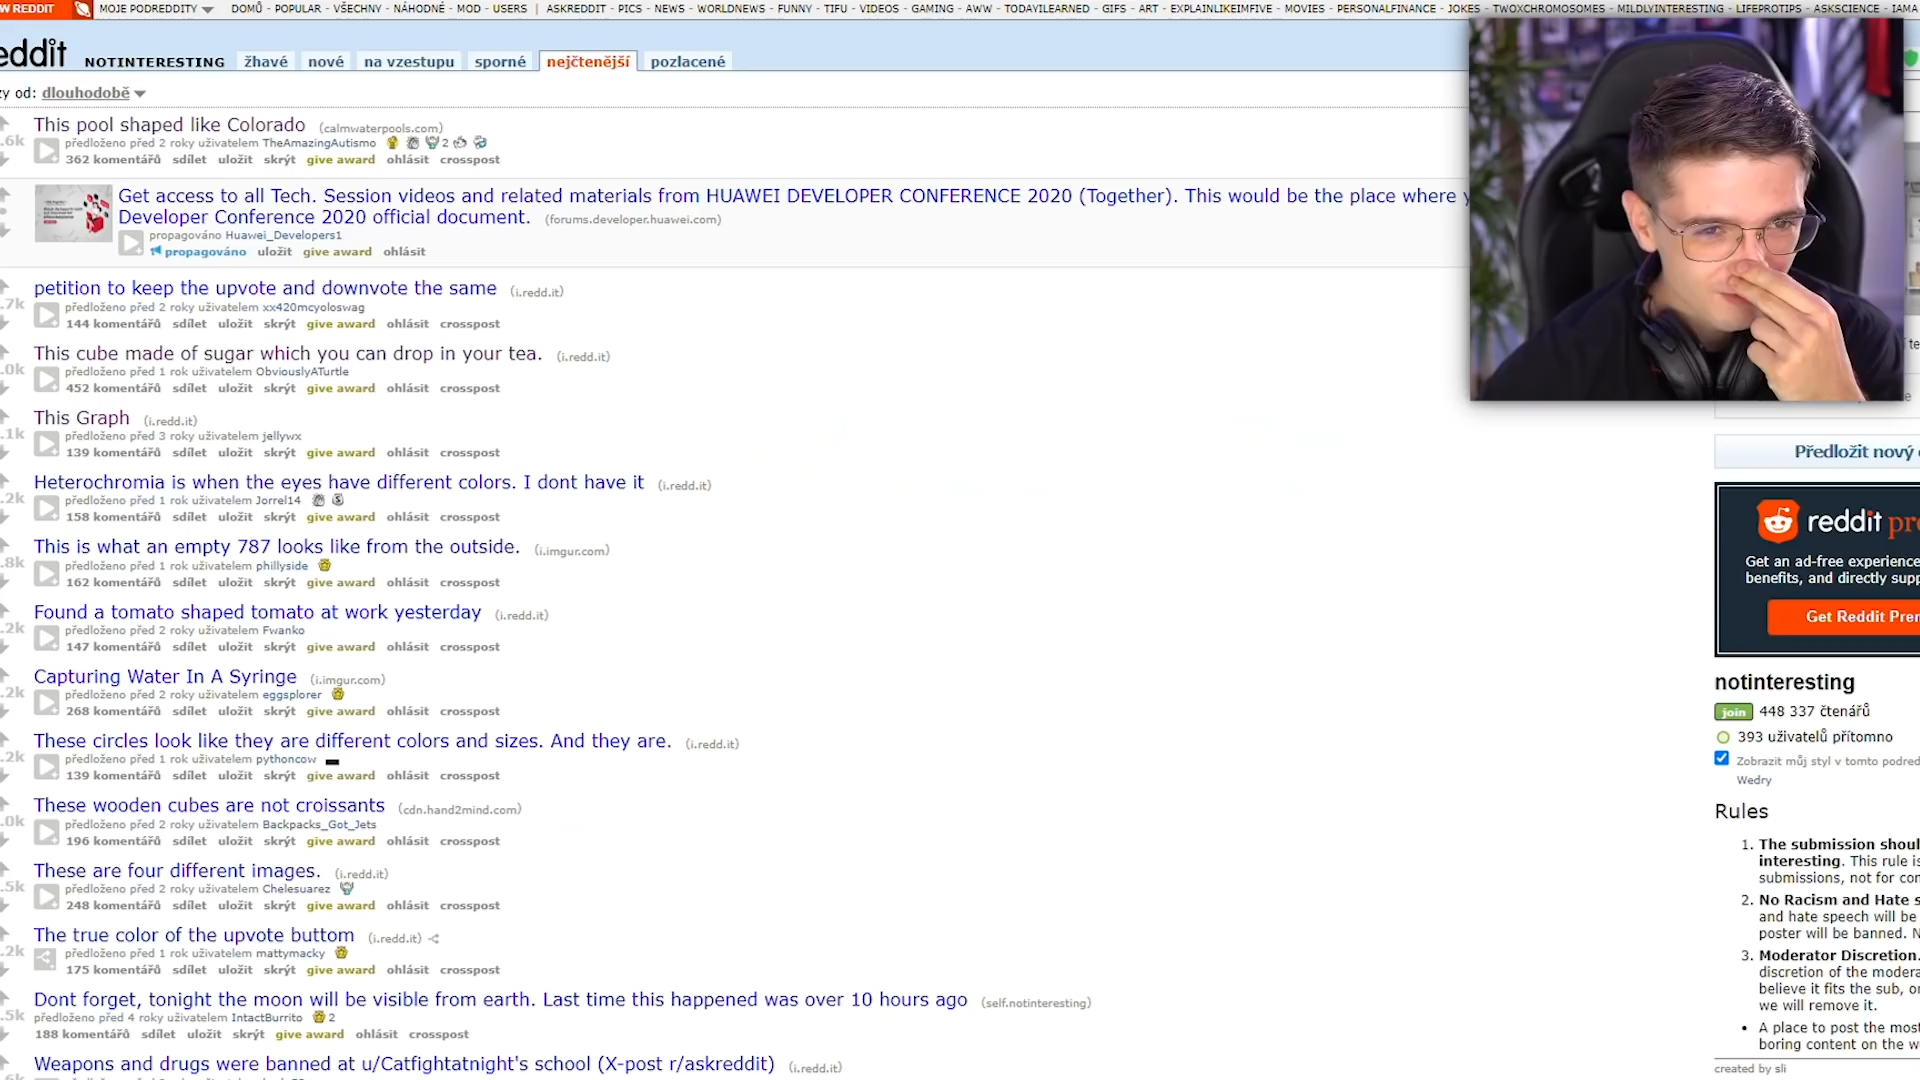 W REDDIT MOJE PODREDDITY DOMŮ - POPULAR - VŠECHNY - NÁHODNÉ - MOD - USERS | ASKREDDIT - PICS - NEWS - WORLDNEWS - FUNNY - TIFU - VIDEOS - GAMING - AWW - TODAYILEARNED - GIFS - ART - EXPLAINLIKEIMFIVE - MOVIES - PERSONALFINANCE - JOKES - TWOXCHROMOSOMES - MILDLYINTERESTING - LIFEPROTIPS - ASKSCIENCE - IAMA
eddit NOTINTERESTING žhavé nové na vzestupu sporné nejčtenější pozlacené
zy od: dlouhodobě
This pool shaped like Colorado (calmwaterpools.com)
předloženo před 2 roky uživatelem TheAmazingAutismo 2
.6k
362 komentářů sdílet uložit skrýt give award ohlásit crosspost
Get access to all Tech. Session videos and related materials from HUAWEI DEVELOPER CONFERENCE 2020 (Together). This would be the place where y
Developer Conference 2020 official document. (forums.developer.huawei.com)
propagováno Huawei_Developers1
propagováno uložit give award ohlásit
petition to keep the upvote and downvote the same (i.redd.it)
.7k předloženo před 2 roky uživatelem xx420mcyoloswag
144 komentářů sdílet uložit skrýt give award ohlásit crosspost
This cube made of sugar which you can drop in your tea. (i.redd.it)
.0k předloženo před 1 rok uživatelem ObviouslyATurtle
452 komentářů sdílet uložit skrýt give award ohlásit crosspost
This Graph (i.redd.it)
.1k předloženo před 3 roky uživatelem jellywx
139 komentářů sdílet uložit skrýt give award ohlásit crosspost
Heterochromia is when the eyes have different colors. I dont have it (i.redd.it)
.2k předloženo před 1 rok uživatelem Jorrel14
158 komentářů sdílet uložit skrýt give award ohlásit crosspost
This is what an empty 787 looks like from the outside. (i.imgur.com)
.8k předloženo před 1 rok uživatelem phillyside
162 komentářů sdílet uložit skrýt give award ohlásit crosspost
Found a tomato shaped tomato at work yesterday (i.redd.it)
.2k předloženo před 2 roky uživatelem Fwanko
147 komentářů sdílet uložit skrýt give award ohlásit crosspost
Capturing Water In A Syringe (i.imgur.com)
.2k předloženo před 2 roky uživatelem eggsplorer
268 komentářů sdílet uložit skrýt give award ohlásit crosspost
These circles look like they are different colors and sizes. And they are. (i.redd.it)
.2k předloženo před 1 rok uživatelem pythoncow
139 komentářů sdílet uložit skrýt give award ohlásit crosspost
These wooden cubes are not croissants (cdn.hand2mind.com)
.0k předloženo před 2 roky uživatelem Backpacks_Got_Jets
196 komentářů sdílet uložit skrýt give award ohlásit crosspost
These are four different images. (i.redd.it)
.5k předloženo před 2 roky uživatelem Chelesuarez
248 komentářů sdílet uložit skrýt give award ohlásit crosspost
The true color of the upvote buttom (i.redd.it)
.2k předloženo před 1 rok uživatelem mattymacky
175 komentářů sdílet uložit skrýt give award ohlásit crosspost
Dont forget, tonight the moon will be visible from earth. Last time this happened was over 10 hours ago (self.notinteresting)
.5k předloženo před 4 roky uživatelem IntactBurrito 2
188 komentářů sdílet uložit skrýt give award ohlásit crosspost
Weapons and drugs were banned at u/Catfightatnight's school (X-post r/askreddit) (i.redd.it)
Předložit nový
reddit pre
Get an ad-free experience
benefits, and directly supp
Get Reddit Prem
notinteresting
join 448 337 čtenářů
393 uživatelů přítomno
Zobrazit můj styl v tomto podred
Wedry
Rules
1. The submission shoul
interesting. This rule is
submissions, not for con
2. No Racism and Hate s
and hate speech will be
poster will be banned. N
3. Moderator Discretion.
discretion of the modera
believe it fits the sub, o
we will remove it.
• A place to post the most
boring content on the w
created by sli